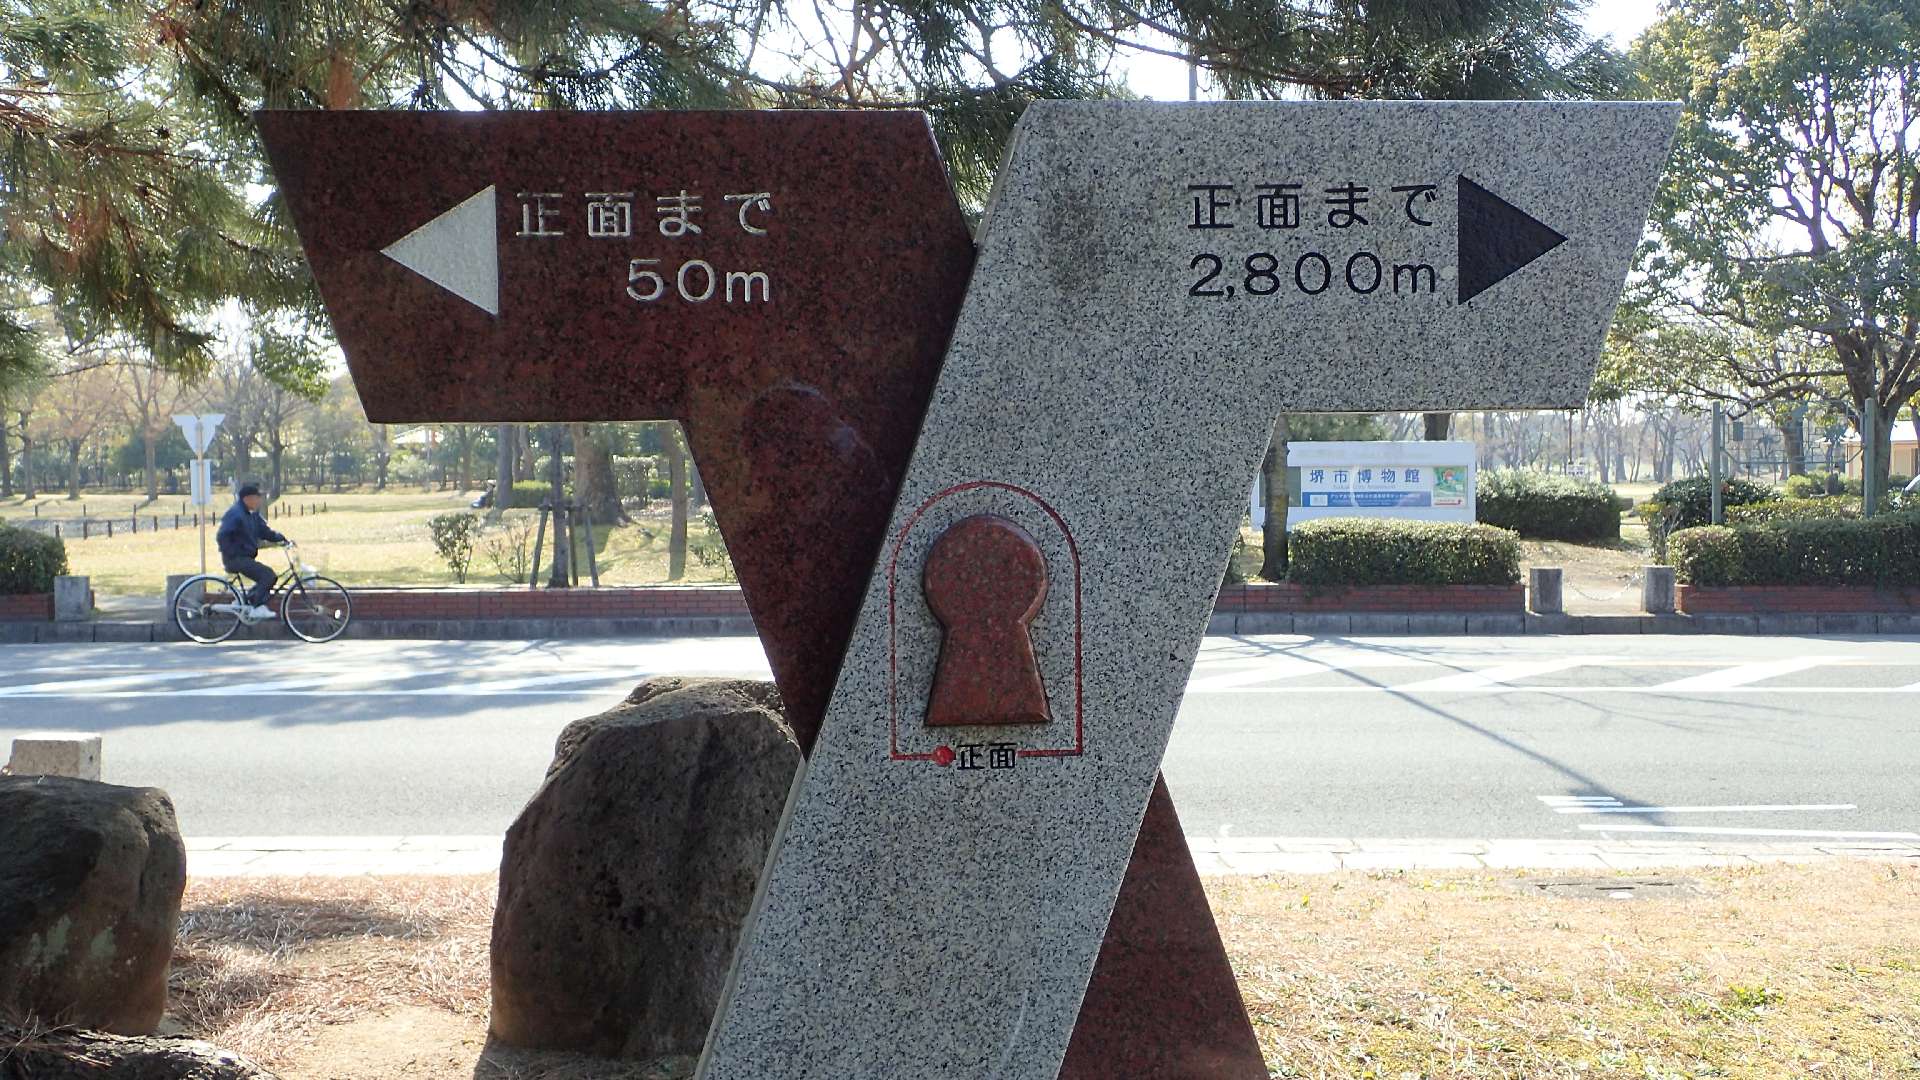 正面まで
50m
正面まで
2,800m
正面
堺市博物館